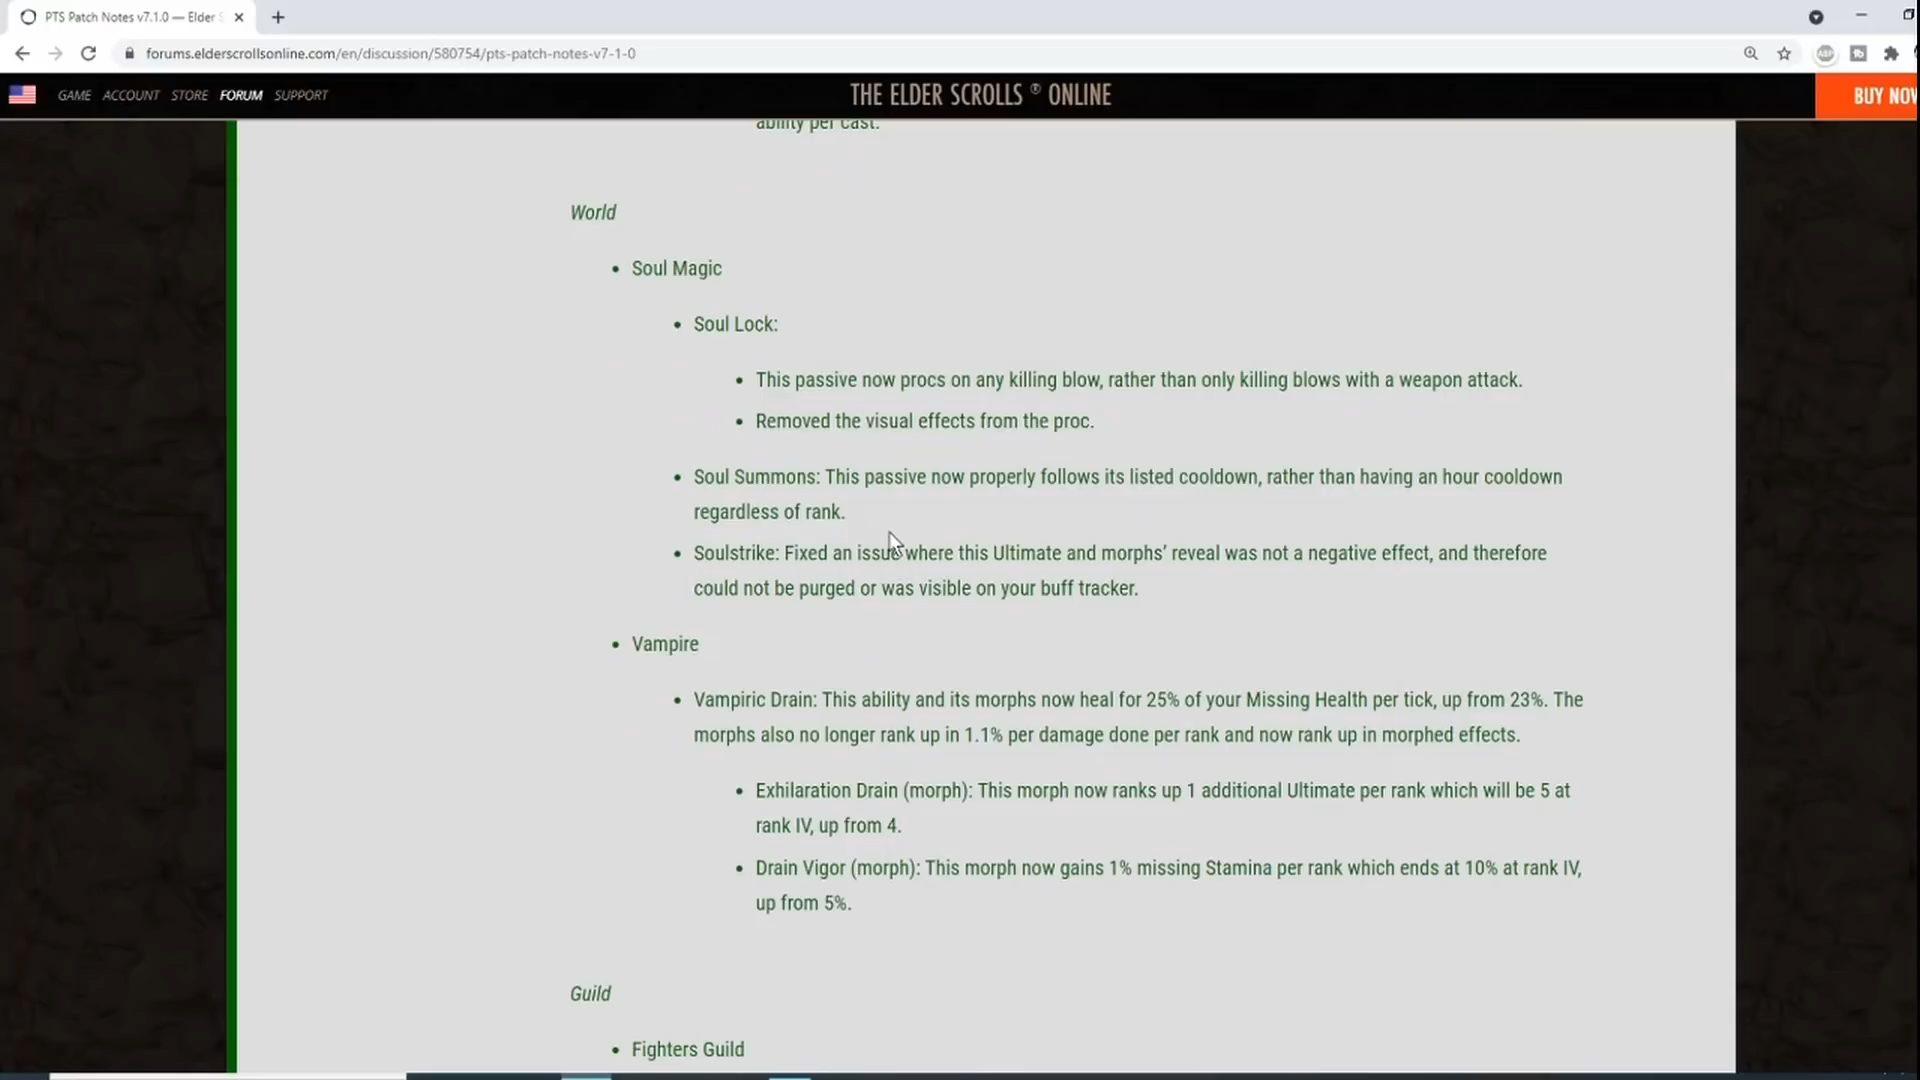 PTS Patch Notes v7.1.0 — Elder S
forums.elderscrollsonline.com/en/discussion/580754/pts-patch-notes-v7-1-0
ABP
GAME ACCOUNT STORE FORUM SUPPORT
THE ELDER SCROLLS ® ONLINE
BUY NOW
ability per cast.
World
• Soul Magic
• Soul Lock:
• This passive now procs on any killing blow, rather than only killing blows with a weapon attack.
• Removed the visual effects from the proc.
• Soul Summons: This passive now properly follows its listed cooldown, rather than having an hour cooldown
regardless of rank.
• Soulstrike: Fixed an issue where this Ultimate and morphs’ reveal was not a negative effect, and therefore
could not be purged or was visible on your buff tracker.
• Vampire
• Vampiric Drain: This ability and its morphs now heal for 25% of your Missing Health per tick, up from 23%. The
morphs also no longer rank up in 1.1% per damage done per rank and now rank up in morphed effects.
• Exhilaration Drain (morph): This morph now ranks up 1 additional Ultimate per rank which will be 5 at
rank IV, up from 4.
• Drain Vigor (morph): This morph now gains 1% missing Stamina per rank which ends at 10% at rank IV,
up from 5%.
Guild
• Fighters Guild